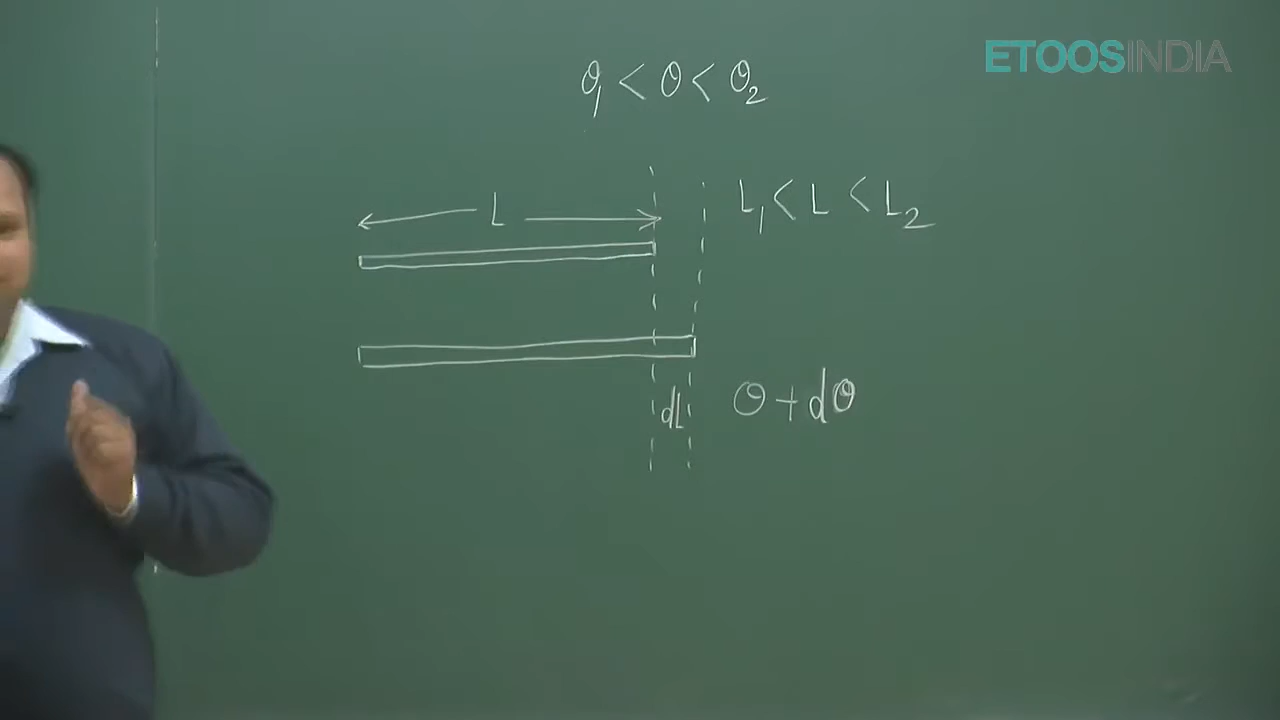 ETOOSINDIA
θ₁ < θ < θ₂
L
L₁ < L < L₂
dL
θ + dθ